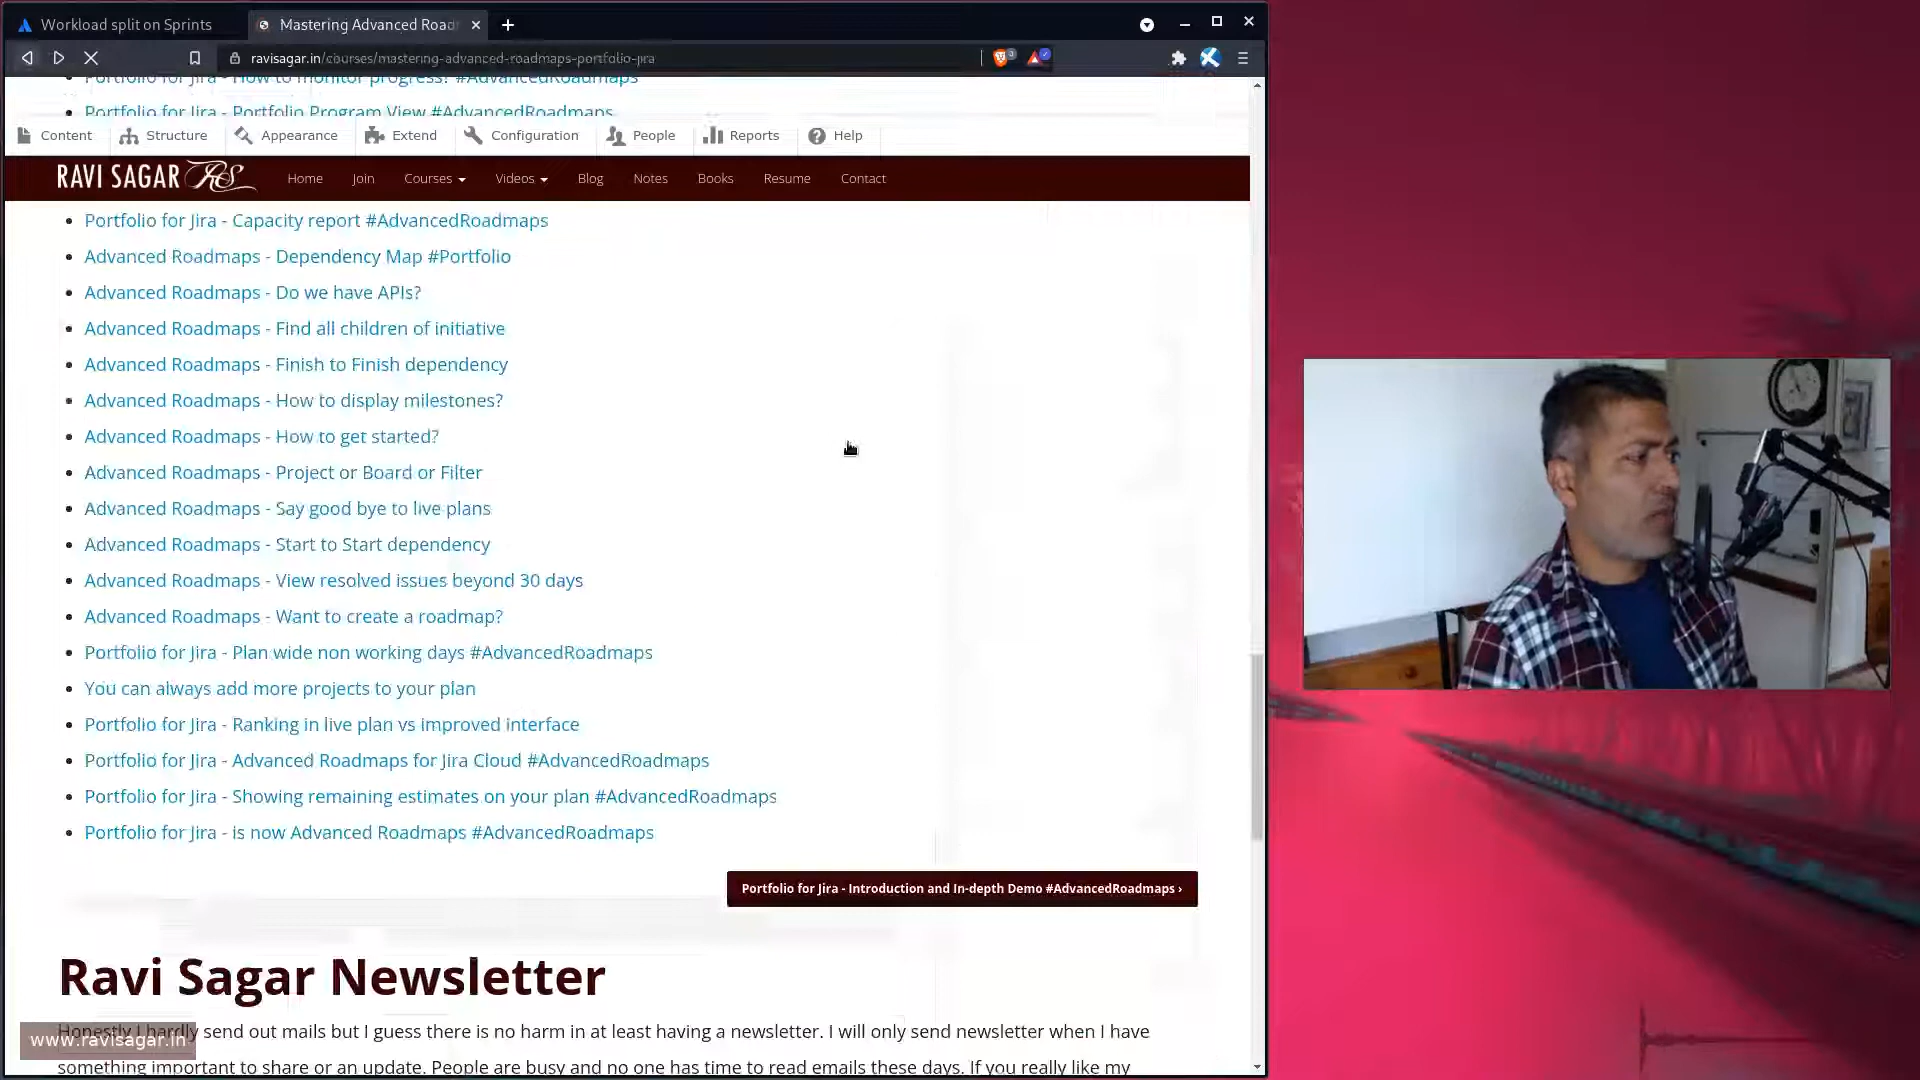 Workload split on Sprints
Mastering Advanced Road
ravisagar.in/courses/mastering-advanced-roadmaps-portfolio-jira
Portfolio for Jira - How to monitor progress? #AdvancedRoadmaps
Portfolio for Jira - Portfolio Program View #AdvancedRoadmaps
Content Structure Appearance Extend Configuration People Reports Help
RAVI SAGAR RS Home Join Courses Videos Blog Notes Books Resume Contact
Portfolio for Jira - Capacity report #AdvancedRoadmaps
Advanced Roadmaps - Dependency Map #Portfolio
Advanced Roadmaps - Do we have APIs?
Advanced Roadmaps - Find all children of initiative
Advanced Roadmaps - Finish to Finish dependency
Advanced Roadmaps - How to display milestones?
Advanced Roadmaps - How to get started?
Advanced Roadmaps - Project or Board or Filter
Advanced Roadmaps - Say good bye to live plans
Advanced Roadmaps - Start to Start dependency
Advanced Roadmaps - View resolved issues beyond 30 days
Advanced Roadmaps - Want to create a roadmap?
Portfolio for Jira - Plan wide non working days #AdvancedRoadmaps
You can always add more projects to your plan
Portfolio for Jira - Ranking in live plan vs improved interface
Portfolio for Jira - Advanced Roadmaps for Jira Cloud #AdvancedRoadmaps
Portfolio for Jira - Showing remaining estimates on your plan #AdvancedRoadmaps
Portfolio for Jira - is now Advanced Roadmaps #AdvancedRoadmaps
Portfolio for Jira - Introduction and In-depth Demo #AdvancedRoadmaps ›
Ravi Sagar Newsletter
Honestly I hardly send out mails but I guess there is no harm in at least having a newsletter. I will only send newsletter when I have
www.ravisagar.in
something important to share or an update. People are busy and no one has time to read emails these days. If you really like my